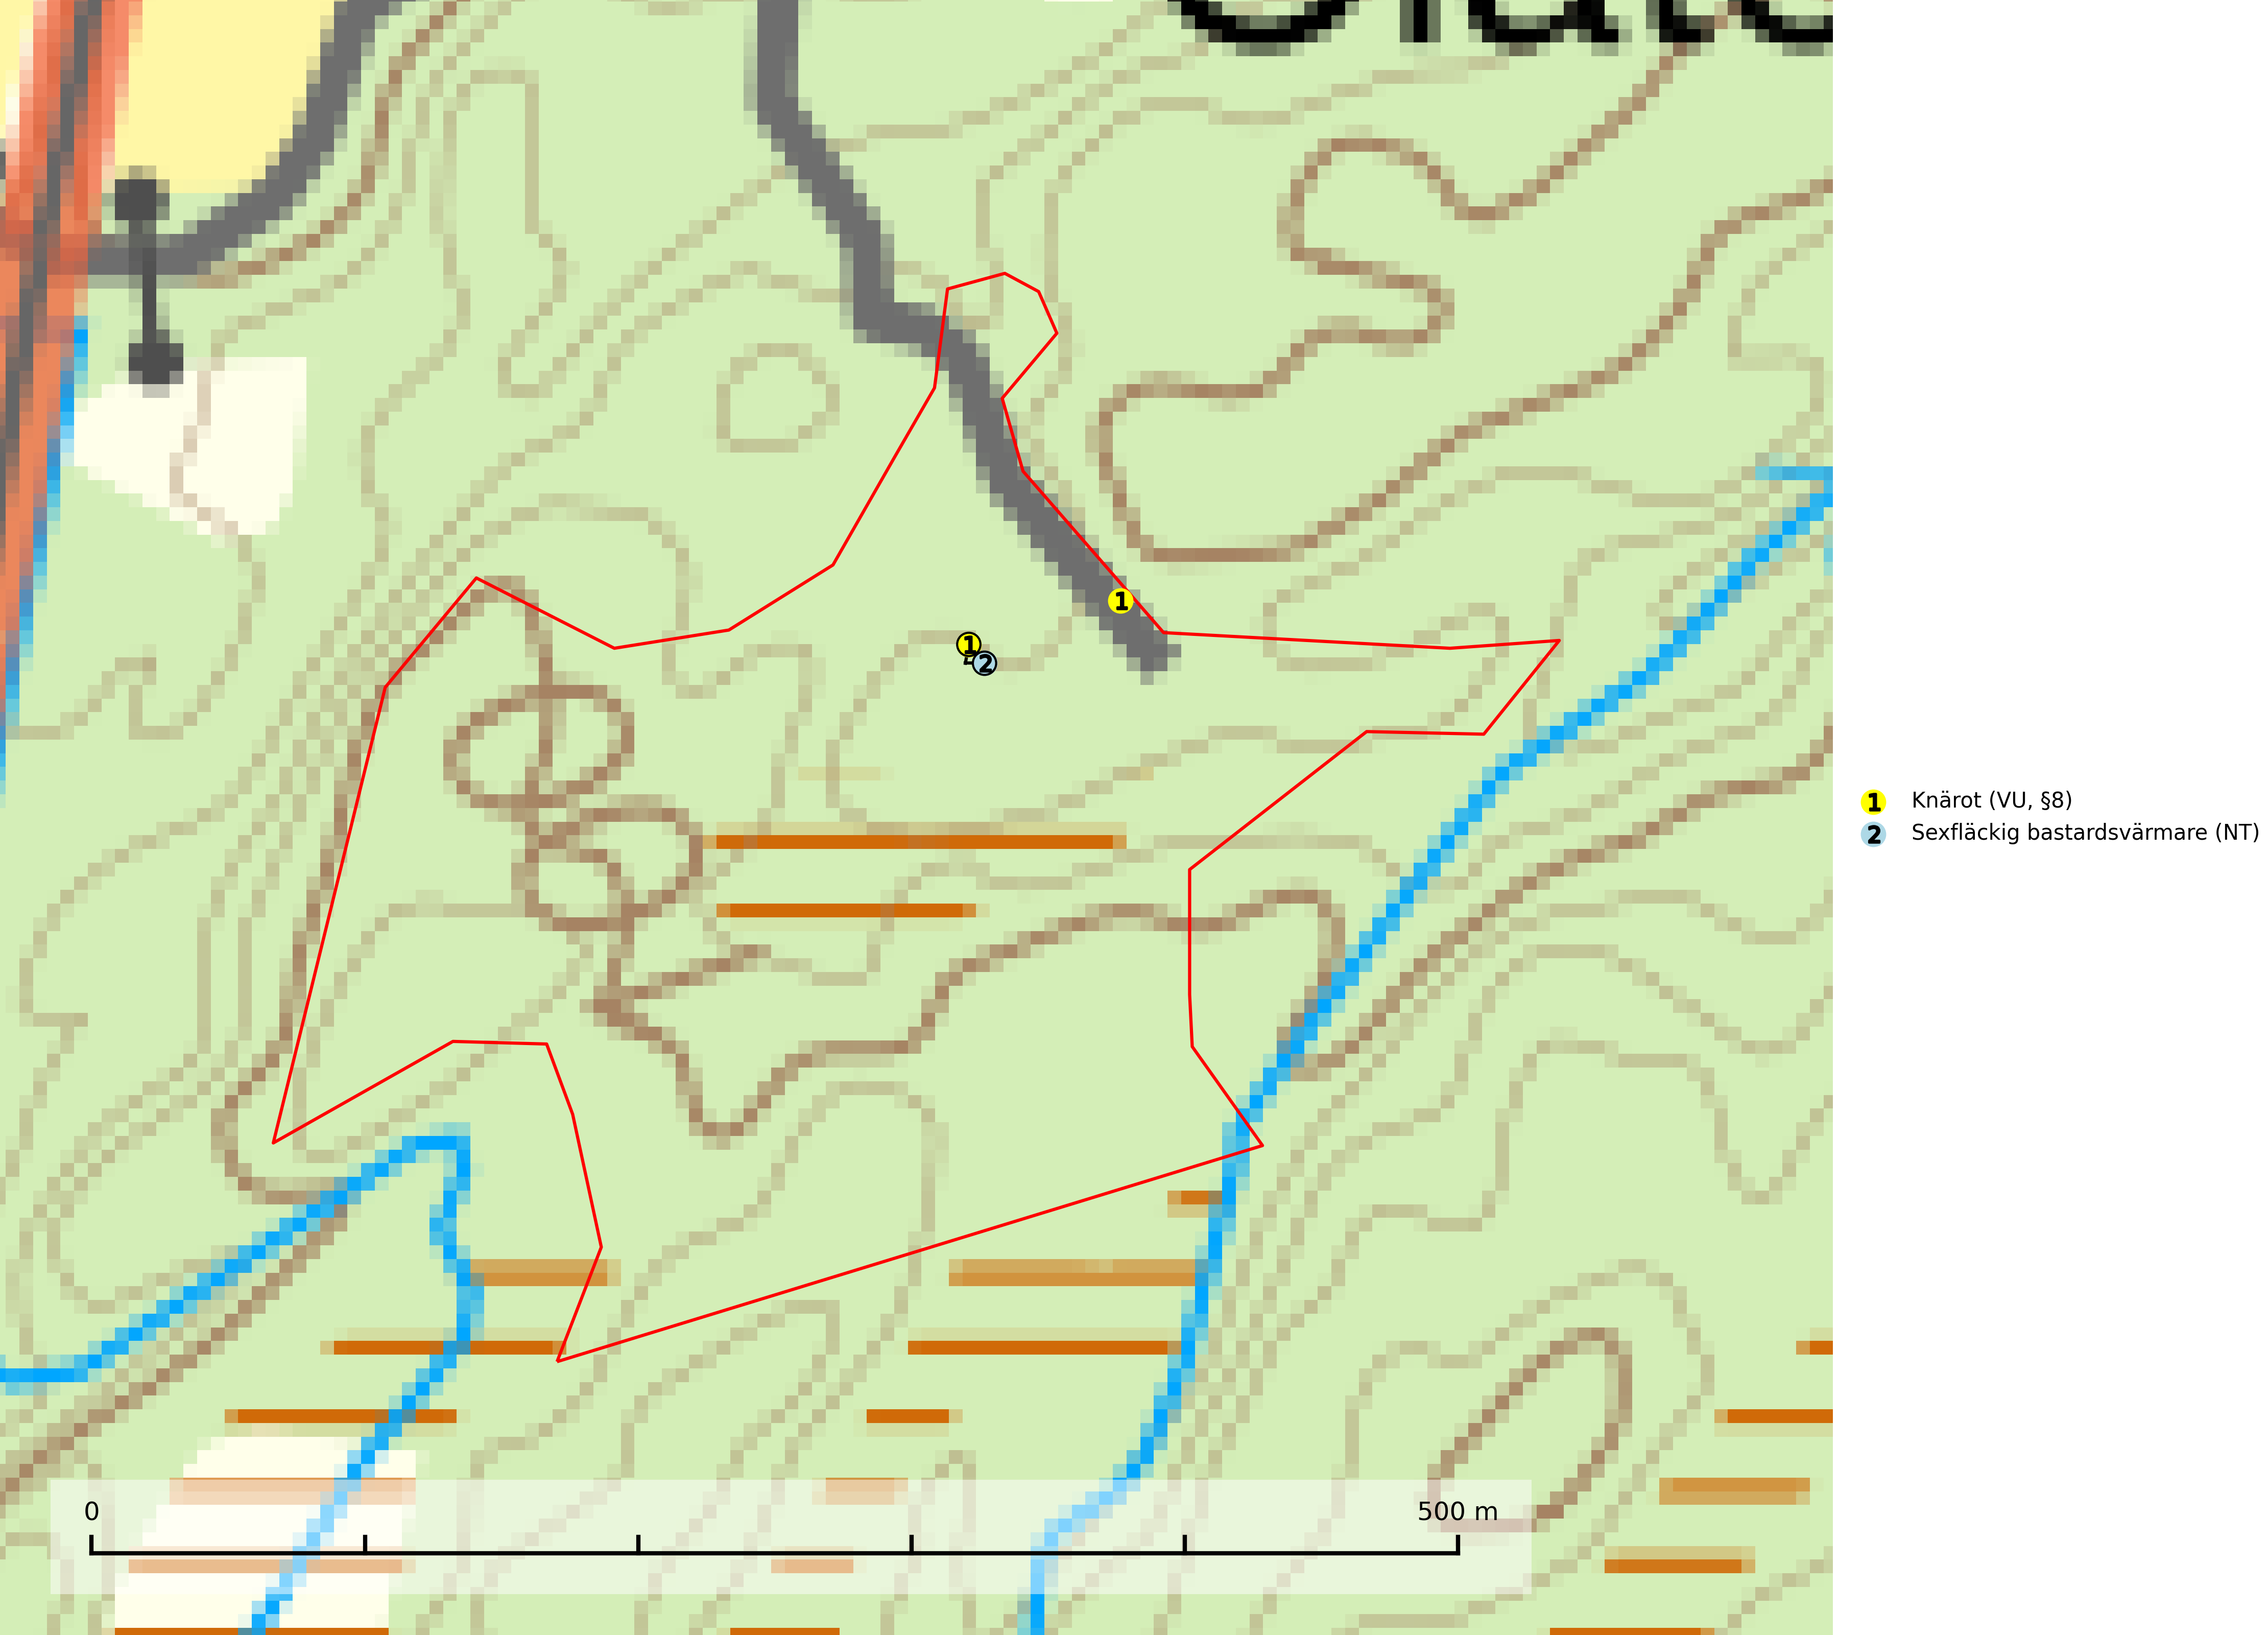 1
1
2
1 Knärot (VU, §8)
2 Sexfläckig bastardsvärmare (NT)
0 500 m